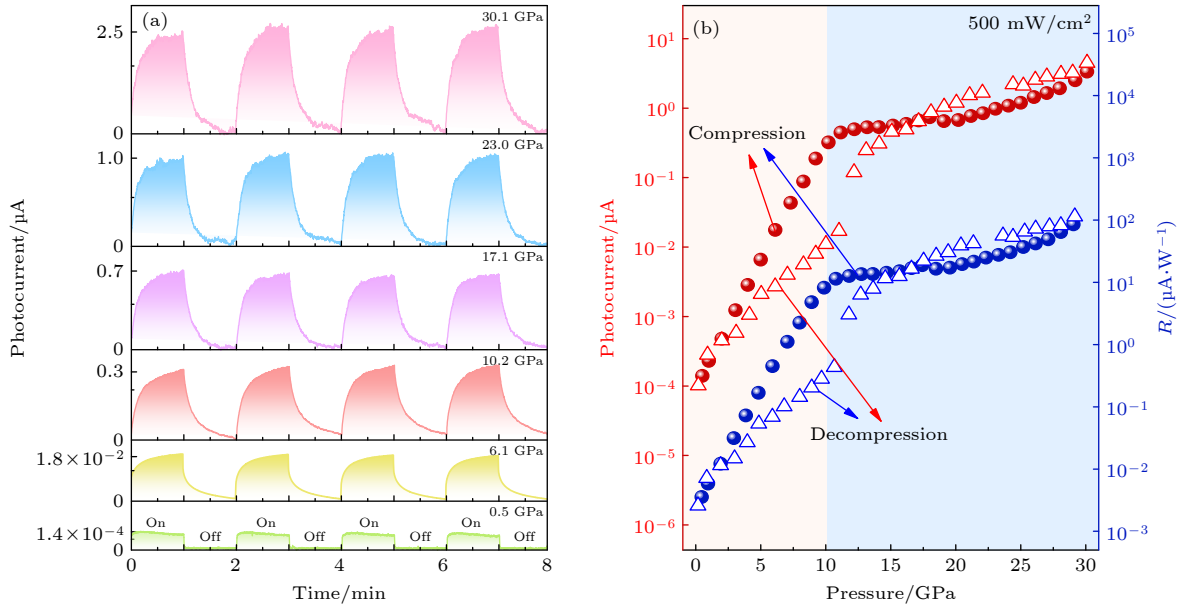 (a)
30.1 GPa
2.5
0
23.0 GPa
1.0
0
17.1 GPa
0.7
0
10.2 GPa
0.3
0
6.1 GPa
1.8×10⁻²
0
0.5 GPa
On On On On
1.4×10⁻⁴
Off Off Off Off
0
0 2 4 6 8
Time/min
Photocurrent/µA
(b)
500 mW/cm²
10¹
10⁰
10⁻¹
10⁻²
10⁻³
10⁻⁴
10⁻⁵
10⁻⁶
Photocurrent/µA
Compression
Decompression
10⁵
10⁴
10³
10²
10¹
10⁰
10⁻¹
10⁻²
10⁻³
R/(µA·W⁻¹)
0 5 10 15 20 25 30
Pressure/GPa